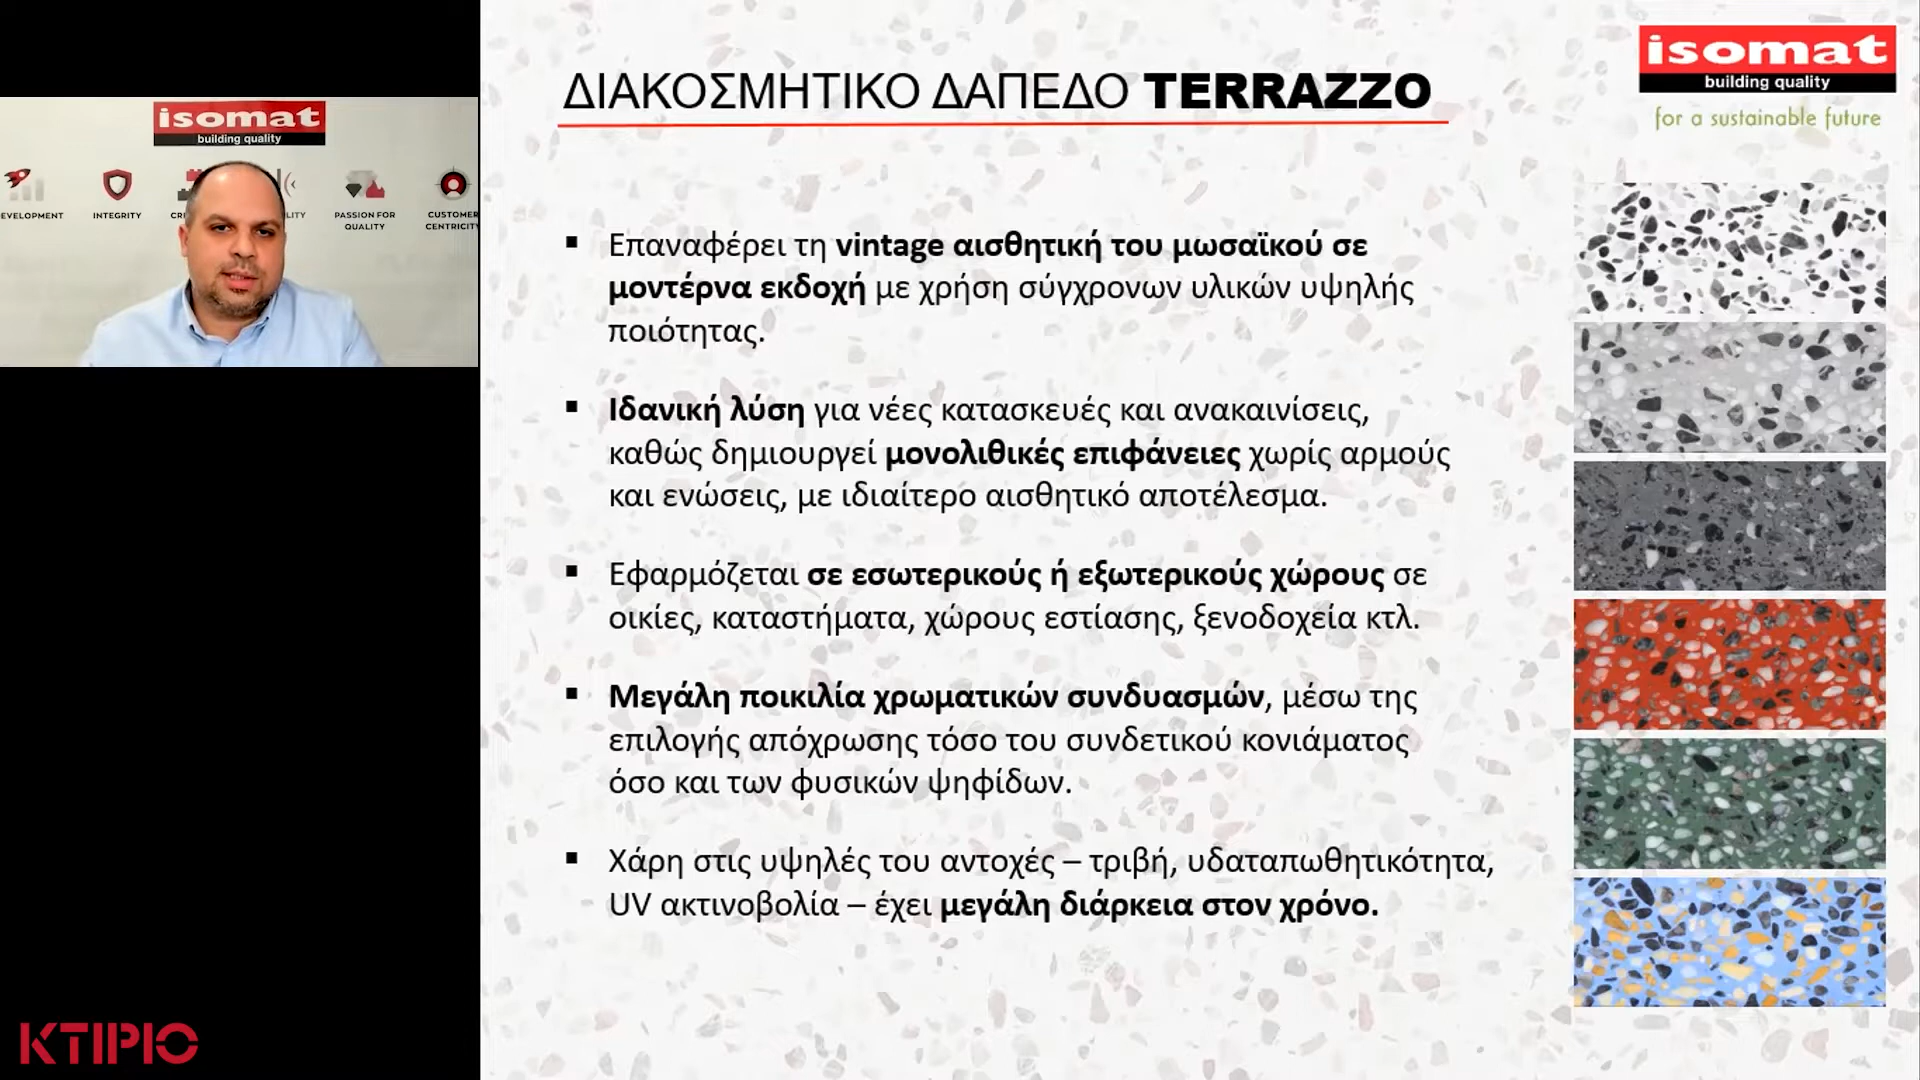 isomat
building quality
EVELOPMENT
INTEGRITY
PASSION FOR
QUALITY
CUSTOMER
CENTRICITY
ΚΤΙΡΙΟ
ΔΙΑΚΟΣΜΗΤΙΚΟ ΔΑΠΕΔΟ TERRAZZO
isomat
building quality
for a sustainable future
▪ Επαναφέρει τη vintage αισθητική του μωσαϊκού σε
μοντέρνα εκδοχή με χρήση σύγχρονων υλικών υψηλής
ποιότητας.
▪ Ιδανική λύση για νέες κατασκευές και ανακαινίσεις,
καθώς δημιουργεί μονολιθικές επιφάνειες χωρίς αρμούς
και ενώσεις, με ιδιαίτερο αισθητικό αποτέλεσμα.
▪ Εφαρμόζεται σε εσωτερικούς ή εξωτερικούς χώρους σε
οικίες, καταστήματα, χώρους εστίασης, ξενοδοχεία κτλ.
▪ Μεγάλη ποικιλία χρωματικών συνδυασμών, μέσω της
επιλογής απόχρωσης τόσο του συνδετικού κονιάματος
όσο και των φυσικών ψηφίδων.
▪ Χάρη στις υψηλές του αντοχές – τριβή, υδαταπωθητικότητα,
UV ακτινοβολία – έχει μεγάλη διάρκεια στον χρόνο.